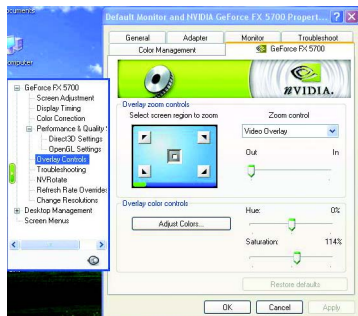 ocuments
Default Monitor and NVIDIA GeForce FX 5700 Propert...
General Adapter Monitor Troubleshoot
Color Management GeForce FX 5700
omputer
NVIDIA.
GeForce FX 5700
Screen Adjustment
Display Timing
Color Correction
Performance & Quality S
Direct3D Settings
OpenGL Settings
Overlay Controls
Troubleshooting
NVRotate
Refresh Rate Overrides
Change Resolutions
Desktop Management
Screen Menus
Overlay zoom controls
Select screen region to zoom
Zoom control
Video Overlay
Out In
Overlay color controls
Adjust Colors...
Hue: 0%
Saturation: 114%
Restore defaults
OK Cancel Apply